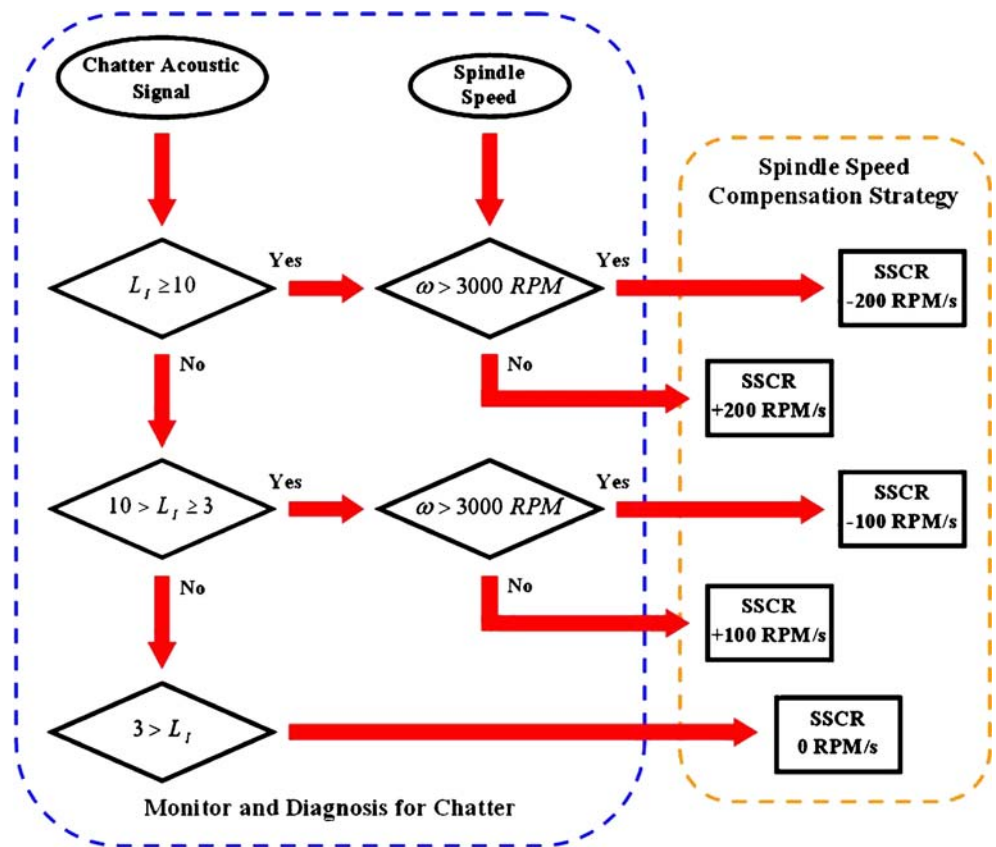 Chatter Acoustic
Signal
Spindle
Speed
Spindle Speed
Compensation Strategy
L_I ≥ 10
Yes
ω > 3000 RPM
Yes
SSCR
-200 RPM/s
No
No
SSCR
+200 RPM/s
10 > L_I ≥ 3
Yes
ω > 3000 RPM
Yes
SSCR
-100 RPM/s
No
No
SSCR
+100 RPM/s
3 > L_I
SSCR
0 RPM/s
Monitor and Diagnosis for Chatter